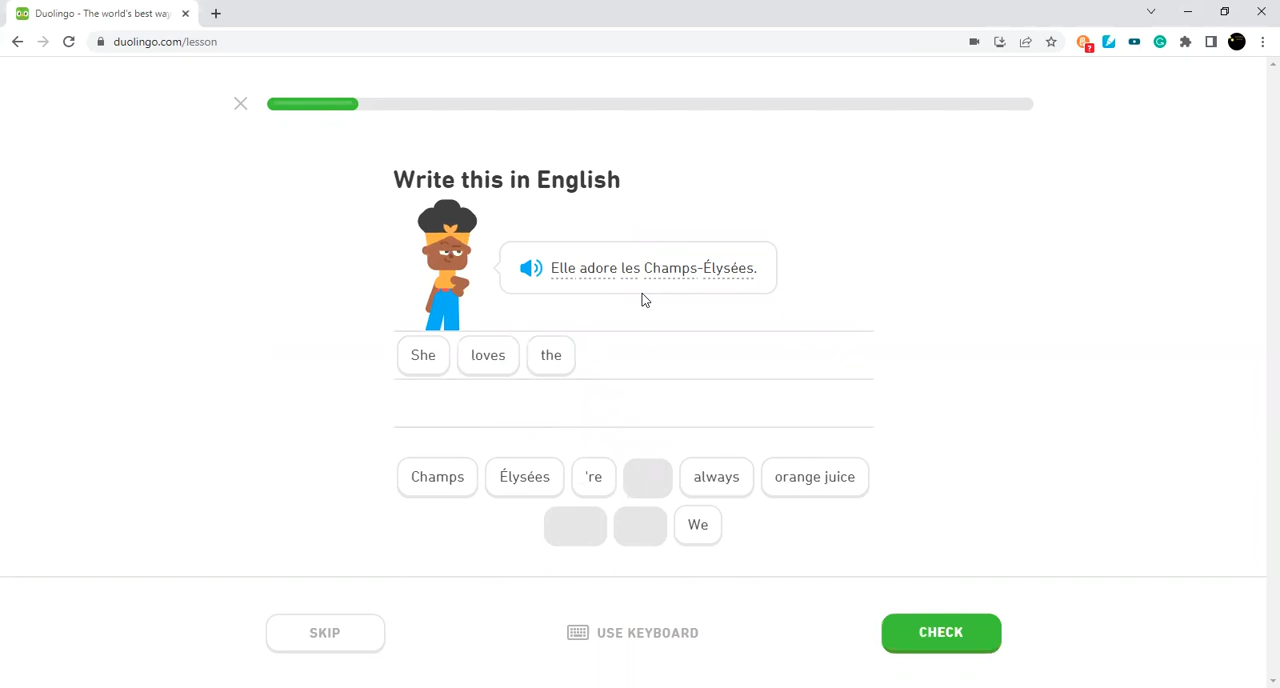 Duolingo - The world's best way
duolingo.com/lesson
?
Write this in English
Elle adore les Champs-Élysées.
She loves the
Champs Élysées 're always orange juice
We
SKIP USE KEYBOARD CHECK